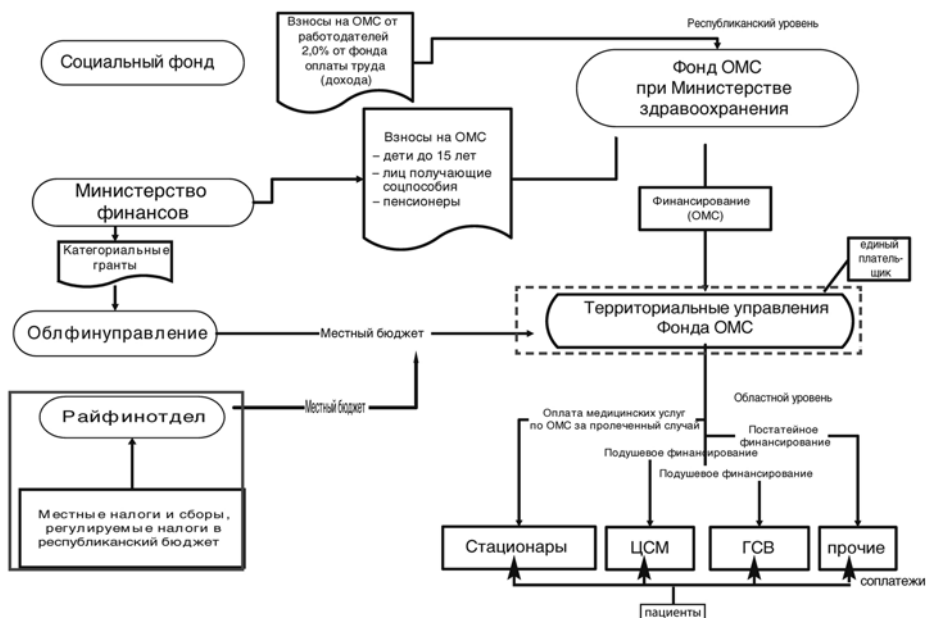 Взносы на ОМС от
работодателей
2,0% от фонда
оплаты труда
(дохода)
Республиканский уровень
Социальный фонд
Фонд ОМС
при Министерстве
здравоохранения
Взносы на ОМС
– дети до 15 лет
– лиц получающие
соцпособия
– пенсионеры
Министерство
финансов
Финансирование
(ОМС)
Категориальные
гранты
единый
платель-
щик
Территориальные управления
Фонда ОМС
Облфинуправление
Местный бюджет
Райфинотдел
Местный бюджет
Областной уровень
Оплата медицинских услуг
по ОМС за пролеченный случай
Постатейное
финансирование
Подушевое финансирование
Подушевое финансирование
Местные налоги и сборы,
регулируемые налоги в
республиканский бюджет
Стационары
ЦСМ
ГСВ
прочие
соплатежи
пациенты